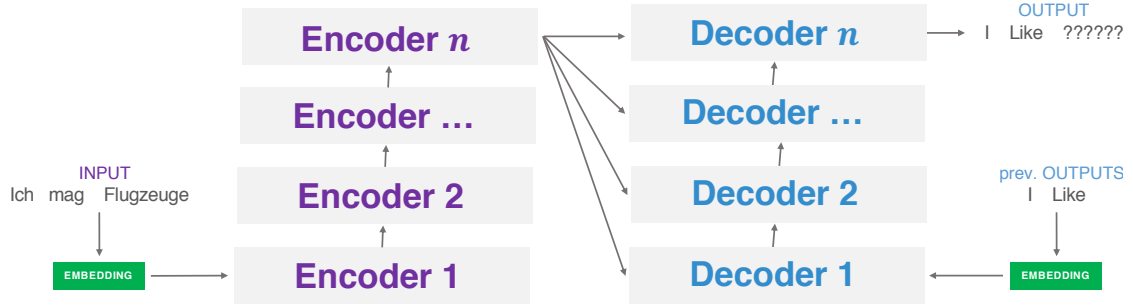 Encoder n
Encoder ...
Encoder 2
Encoder 1
INPUT
Ich mag Flugzeuge
EMBEDDING
Decoder n
Decoder ...
Decoder 2
Decoder 1
OUTPUT
I Like ??????
prev. OUTPUTS
I Like
EMBEDDING